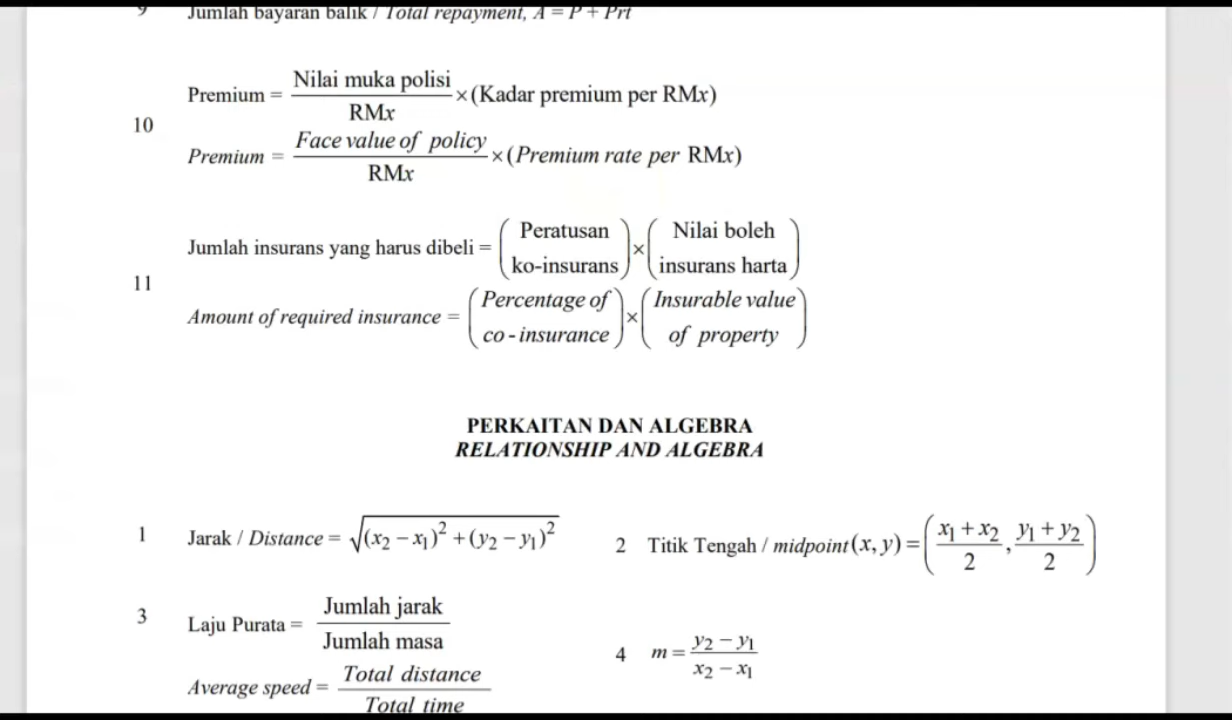 9 Jumlah bayaran balik / Total repayment, A = P + Prt
10
Premium = Nilai muka polisi / RMx × (Kadar premium per RMx)
Premium = Face value of policy / RMx × (Premium rate per RMx)
11
Jumlah insurans yang harus dibeli = (Peratusan ko-insurans) × (Nilai boleh insurans harta)
Amount of required insurance = (Percentage of co-insurance) × (Insurable value of property)
PERKAITAN DAN ALGEBRA
RELATIONSHIP AND ALGEBRA
1 Jarak / Distance = √((x₂ − x₁)² + (y₂ − y₁)²)
2 Titik Tengah / midpoint (x, y) = ((x₁ + x₂)/2, (y₁ + y₂)/2)
3 Laju Purata = Jumlah jarak / Jumlah masa
Average speed = Total distance / Total time
4 m = (y₂ − y₁)/(x₂ − x₁)